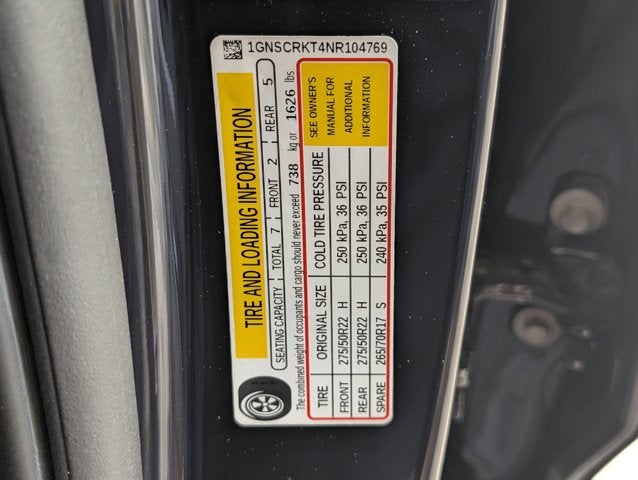 1GNSCRKT4NR104769
TIRE AND LOADING INFORMATION
SEATING CAPACITY TOTAL 7 FRONT 2 REAR 5
The combined weight of occupants and cargo should never exceed 738 kg or 1626 lbs
TIRE ORIGINAL SIZE COLD TIRE PRESSURE
FRONT 275/50R22 H 250 kPa, 36 PSI
REAR 275/50R22 H 250 kPa, 36 PSI
SPARE 265/70R17 S 240 kPa, 35 PSI
SEE OWNER'S
MANUAL FOR
ADDITIONAL
INFORMATION